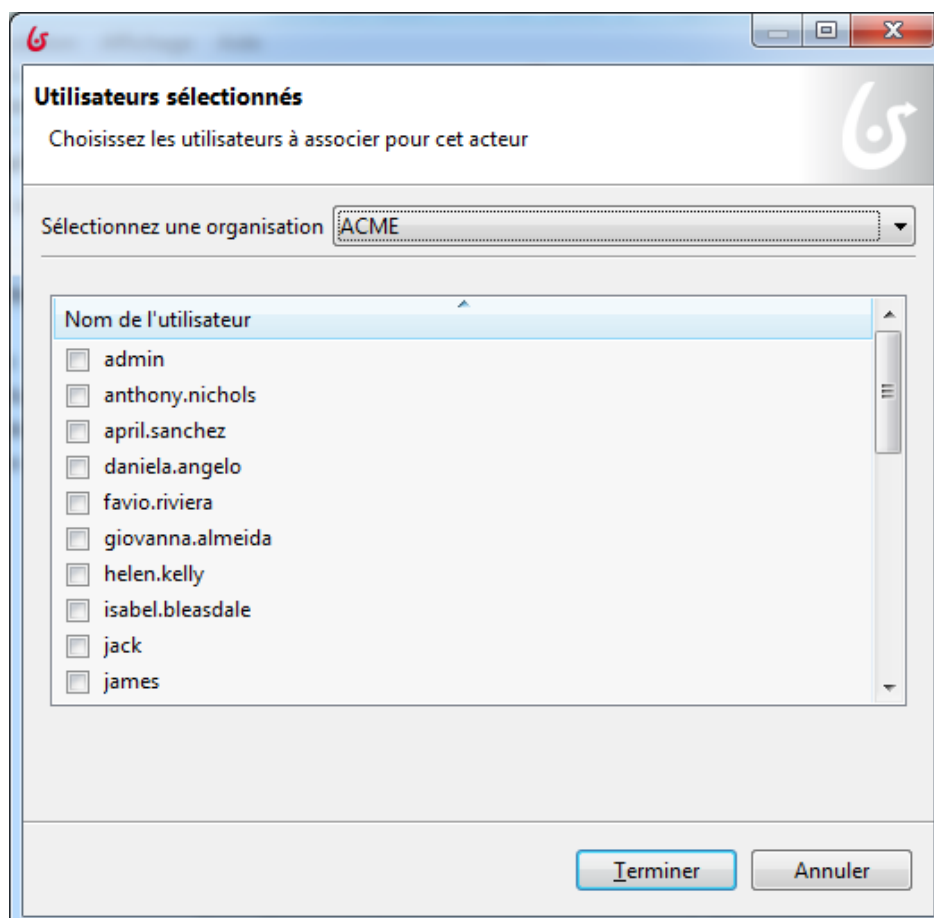 Utilisateurs sélectionnés
Choisissez les utilisateurs à associer pour cet acteur
Sélectionnez une organisation ACME
Nom de l'utilisateur
admin
anthony.nichols
april.sanchez
daniela.angelo
favio.riviera
giovanna.almeida
helen.kelly
isabel.bleasdale
jack
james
Terminer Annuler